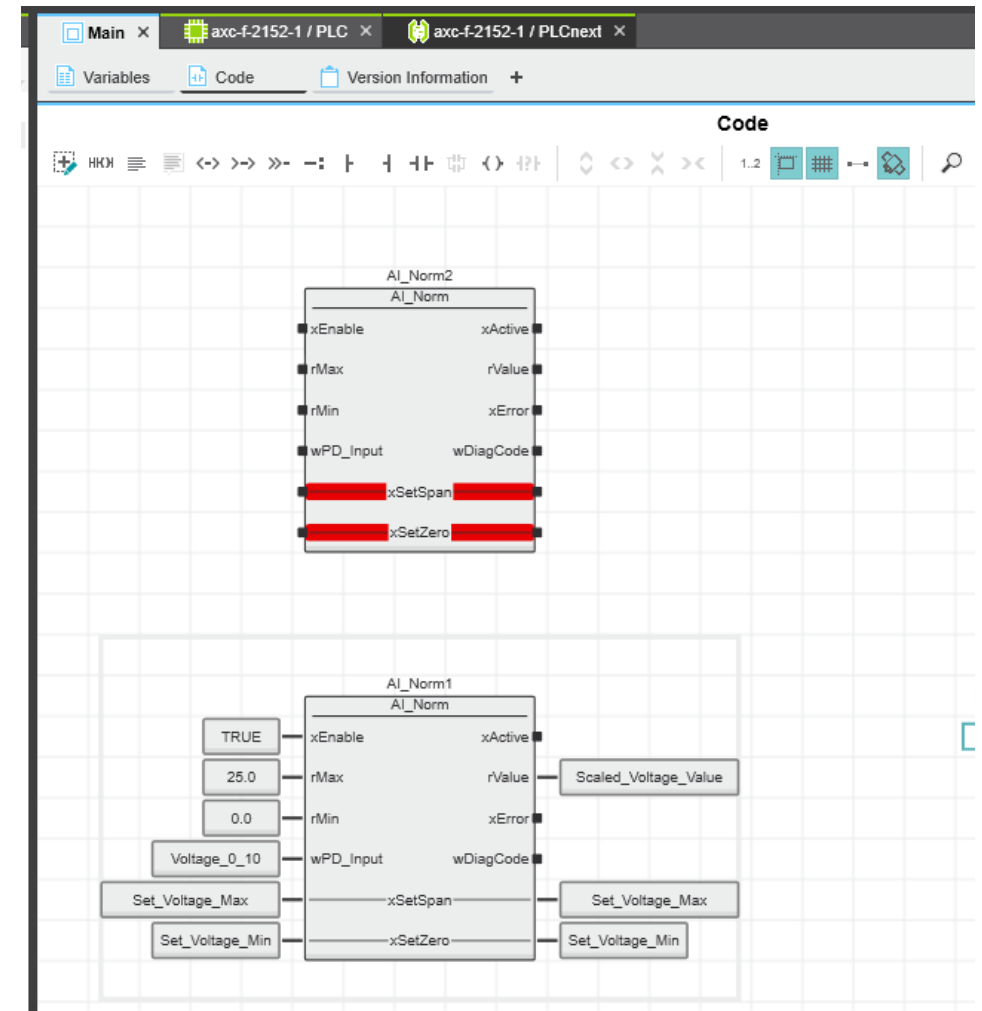 Main ×
axc-f-2152-1 / PLC ×
axc-f-2152-1 / PLCnext ×
Variables
Code
Version Information +
Code
1..2
AI_Norm2
AI_Norm
xEnable xActive
rMax rValue
rMin xError
wPD_Input wDiagCode
xSetSpan
xSetZero
AI_Norm1
AI_Norm
TRUE xEnable xActive
25.0 rMax rValue Scaled_Voltage_Value
0.0 rMin xError
Voltage_0_10 wPD_Input wDiagCode
Set_Voltage_Max xSetSpan Set_Voltage_Max
Set_Voltage_Min xSetZero Set_Voltage_Min